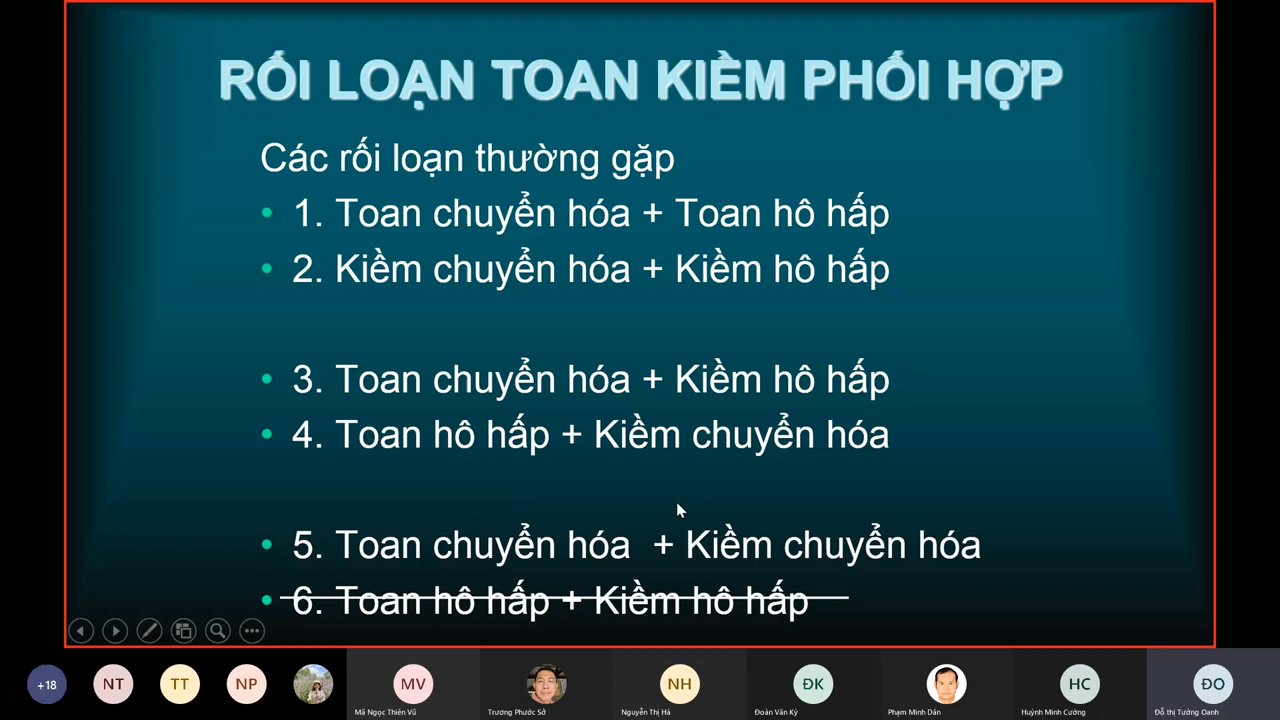 RỐI LOẠN TOAN KIỀM PHỐI HỢP
Các rối loạn thường gặp
• 1. Toan chuyển hóa + Toan hô hấp
• 2. Kiềm chuyển hóa + Kiềm hô hấp
• 3. Toan chuyển hóa + Kiềm hô hấp
• 4. Toan hô hấp + Kiềm chuyển hóa
• 5. Toan chuyển hóa + Kiềm chuyển hóa
• 6. Toan hô hấp + Kiềm hô hấp
+18 NT TT NP MV NH ĐK HC ĐO
Mã Ngọc Thiên Vũ Trương Phước Sở Nguyễn Thị Hà Đoàn Văn Kỳ Phạm Minh Dân Huỳnh Minh Cường Đỗ thị Tường Oanh